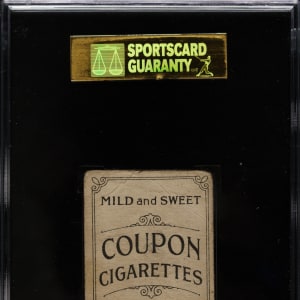 SPORTSCARD
GUARANTY
MILD and SWEET
COUPON
CIGARETTES